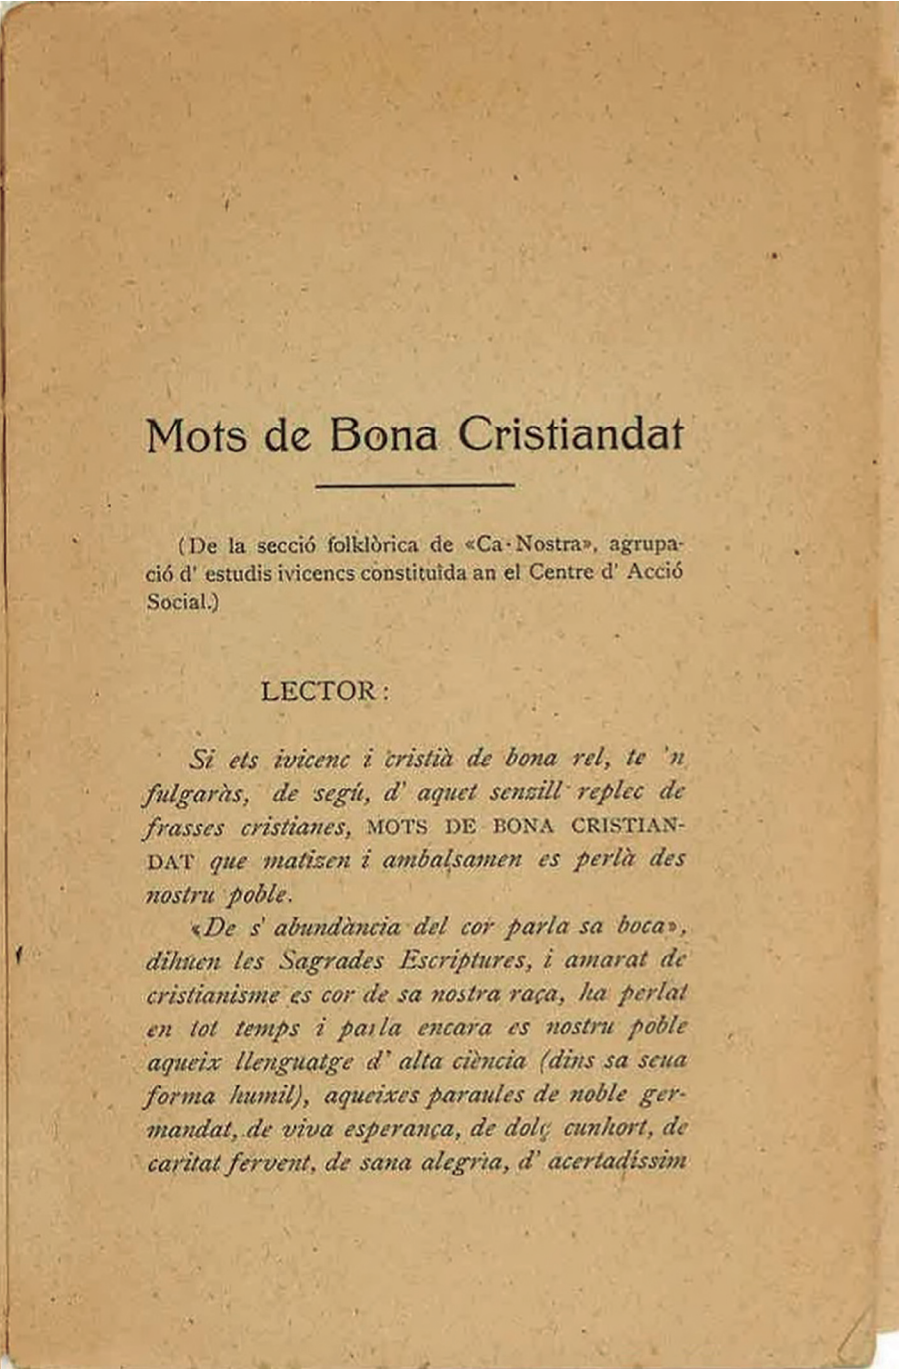 Mots de Bona Cristiandat
(De la secció folklòrica de «Ca-Nostra», agrupa-
ció d' estudis ivicencs constituïda an el Centre d' Acció
Social.)
LECTOR:
Si ets ivicenc i cristià de bona rel, te 'n
fulgaràs, de segú, d' aquet senzill replec de
frasses cristianes, MOTS DE BONA CRISTIAN-
DAT que matizen i ambalsamen es perlà des
nostru poble.
«De s' abundància del cor parla sa boca»,
dihuen les Sagrades Escriptures, i amarat de
cristianisme es cor de sa nostra raça, ha perlat
en tot temps i parla encara es nostru poble
aqueix llenguatge d' alta ciència (dins sa seua
forma humil), aqueixes paraules de noble ger-
mandat, de viva esperança, de dolç cunhort, de
caritat fervent, de sana alegria, d' acertadíssim